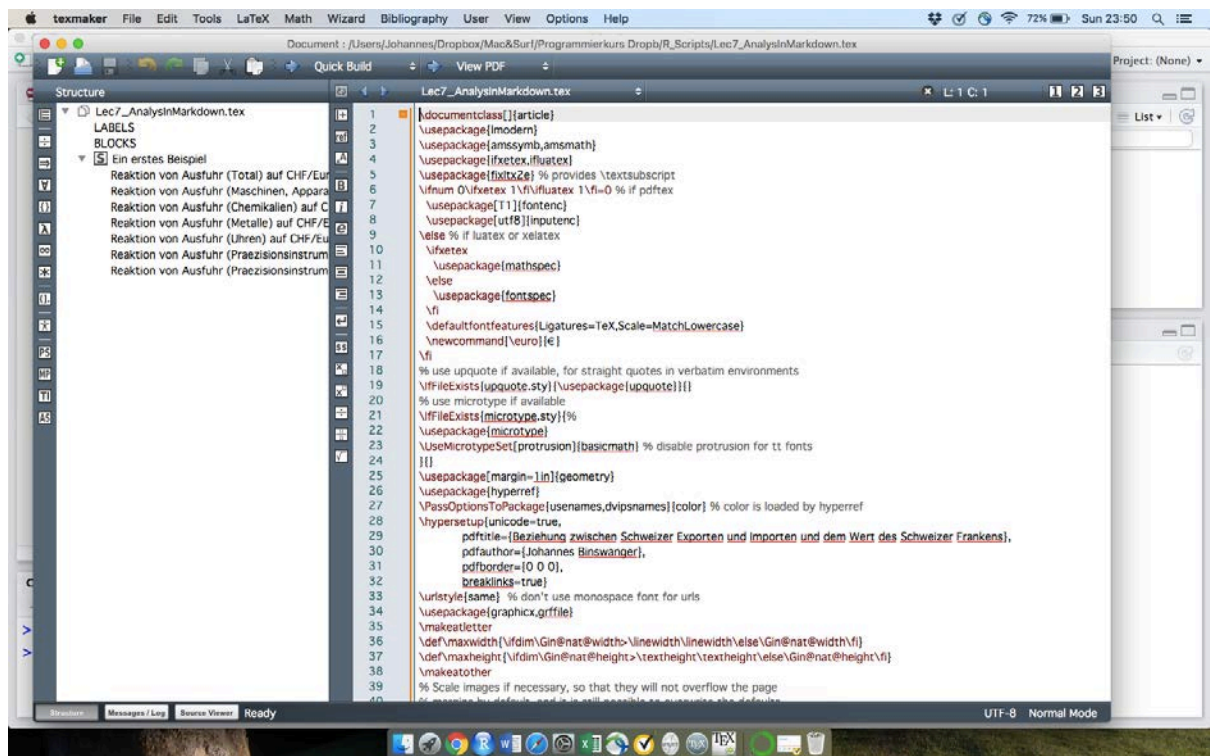 texmaker File Edit Tools LaTeX Math Wizard Bibliography User View Options Help 72% Sun 23:50
Document : /Users/Johannes/Dropbox/Mac&Surf/Programmierkurs Dropb/R_Scripts/Lec7_AnalysInMarkdown.tex
Project: (None)
Quick Build View PDF
Structure
Lec7_AnalysInMarkdown.tex L: 1 C: 1 1 2 3
List
Lec7_AnalysInMarkdown.tex
LABELS
BLOCKS
S Ein erstes Beispiel
Reaktion von Ausfuhr (Total) auf CHF/Eur
Reaktion von Ausfuhr (Maschinen, Appara
Reaktion von Ausfuhr (Chemikalien) auf C
Reaktion von Ausfuhr (Metalle) auf CHF/E
Reaktion von Ausfuhr (Uhren) auf CHF/Eu
Reaktion von Ausfuhr (Praezisionsinstrum
Reaktion von Ausfuhr (Praezisionsinstrum
1 \documentclass[]{article}
2 \usepackage{lmodern}
3 \usepackage{amssymb,amsmath}
4 \usepackage{ifxetex,ifluatex}
5 \usepackage{fixltx2e} % provides \textsubscript
6 \ifnum 0\ifxetex 1\fi\ifluatex 1\fi=0 % if pdftex
7 \usepackage[T1]{fontenc}
8 \usepackage[utf8]{inputenc}
9 \else % if luatex or xelatex
10 \ifxetex
11 \usepackage{mathspec}
12 \else
13 \usepackage{fontspec}
14 \fi
15 \defaultfontfeatures{Ligatures=TeX,Scale=MatchLowercase}
16 \newcommand{\euro}{€}
17 \fi
18 % use upquote if available, for straight quotes in verbatim environments
19 \IfFileExists{upquote.sty}{\usepackage{upquote}}{}
20 % use microtype if available
21 \IfFileExists{microtype.sty}{%
22 \usepackage{microtype}
23 \UseMicrotypeSet[protrusion]{basicmath} % disable protrusion for tt fonts
24 }{}
25 \usepackage[margin=1in]{geometry}
26 \usepackage{hyperref}
27 \PassOptionsToPackage{usenames,dvipsnames}{color} % color is loaded by hyperref
28 \hypersetup{unicode=true,
29 pdftitle={Beziehung zwischen Schweizer Exporten und Importen und dem Wert des Schweizer Frankens},
30 pdfauthor={Johannes Binswanger},
31 pdfborder={0 0 0},
32 breaklinks=true}
33 \urlstyle{same} % don't use monospace font for urls
34 \usepackage{graphicx,grffile}
35 \makeatletter
36 \def\maxwidth{\ifdim\Gin@nat@width>\linewidth\linewidth\else\Gin@nat@width\fi}
37 \def\maxheight{\ifdim\Gin@nat@height>\textheight\textheight\else\Gin@nat@height\fi}
38 \makeatother
39 % Scale images if necessary, so that they will not overflow the page
Structure Messages / Log Source Viewer Ready UTF-8 Normal Mode